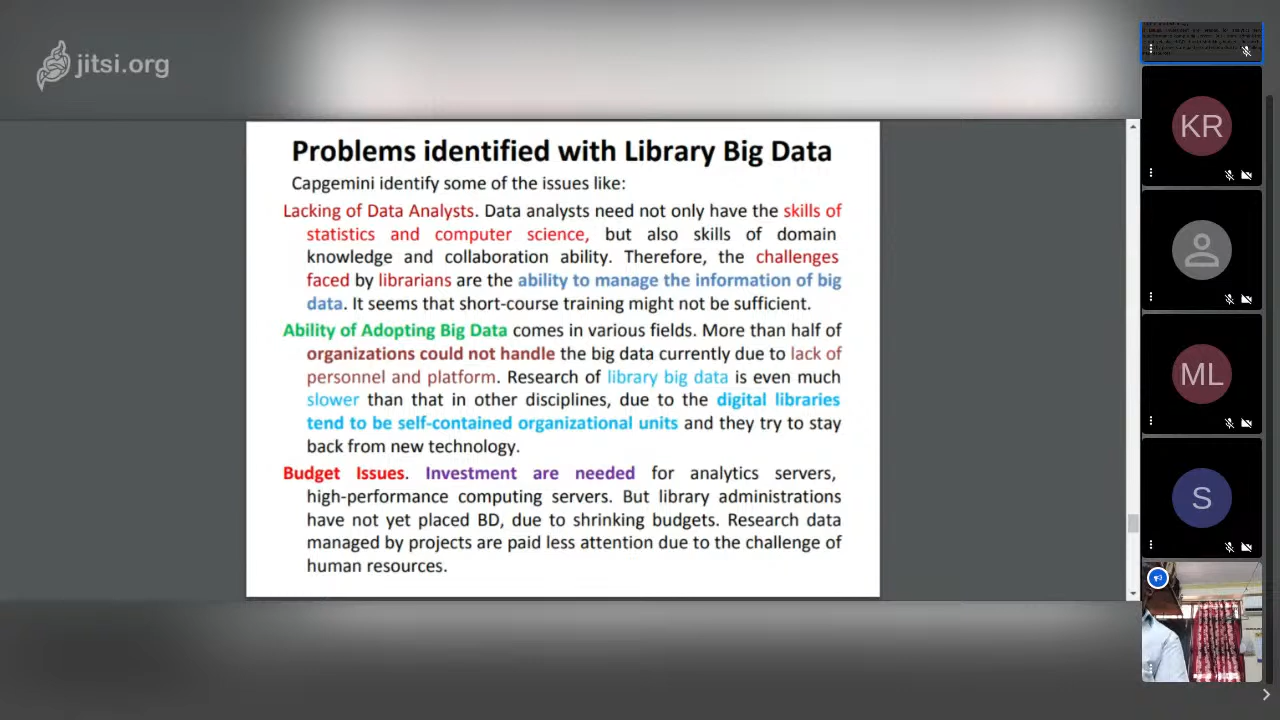 jitsi.org
Problems identified with Library Big Data
Capgemini identify some of the issues like:
Lacking of Data Analysts. Data analysts need not only have the skills of
statistics and computer science, but also skills of domain
knowledge and collaboration ability. Therefore, the challenges
faced by librarians are the ability to manage the information of big
data. It seems that short-course training might not be sufficient.
Ability of Adopting Big Data comes in various fields. More than half of
organizations could not handle the big data currently due to lack of
personnel and platform. Research of library big data is even much
slower than that in other disciplines, due to the digital libraries
tend to be self-contained organizational units and they try to stay
back from new technology.
Budget Issues. Investment are needed for analytics servers,
high-performance computing servers. But library administrations
have not yet placed BD, due to shrinking budgets. Research data
managed by projects are paid less attention due to the challenge of
human resources.
KR
ML
S